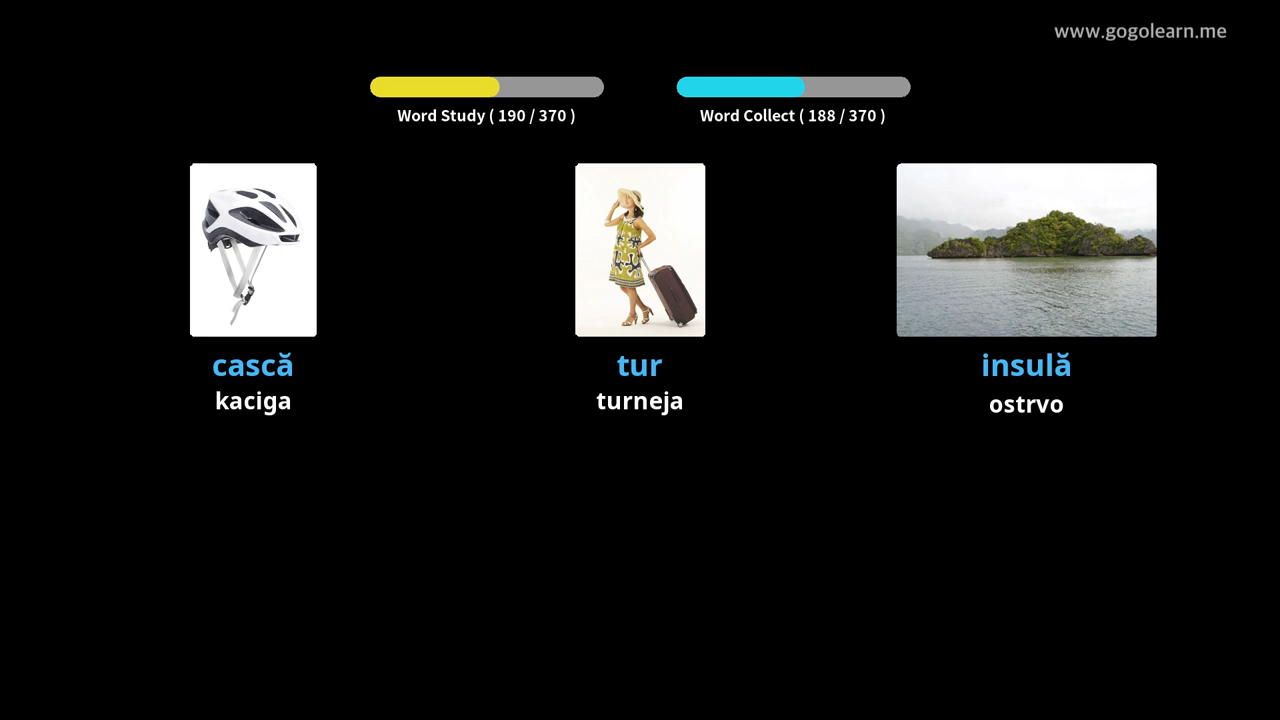 www.gogolearn.me
Word Study ( 190 / 370 )
Word Collect ( 188 / 370 )
cască
kaciga
tur
turneja
insulă
ostrvo